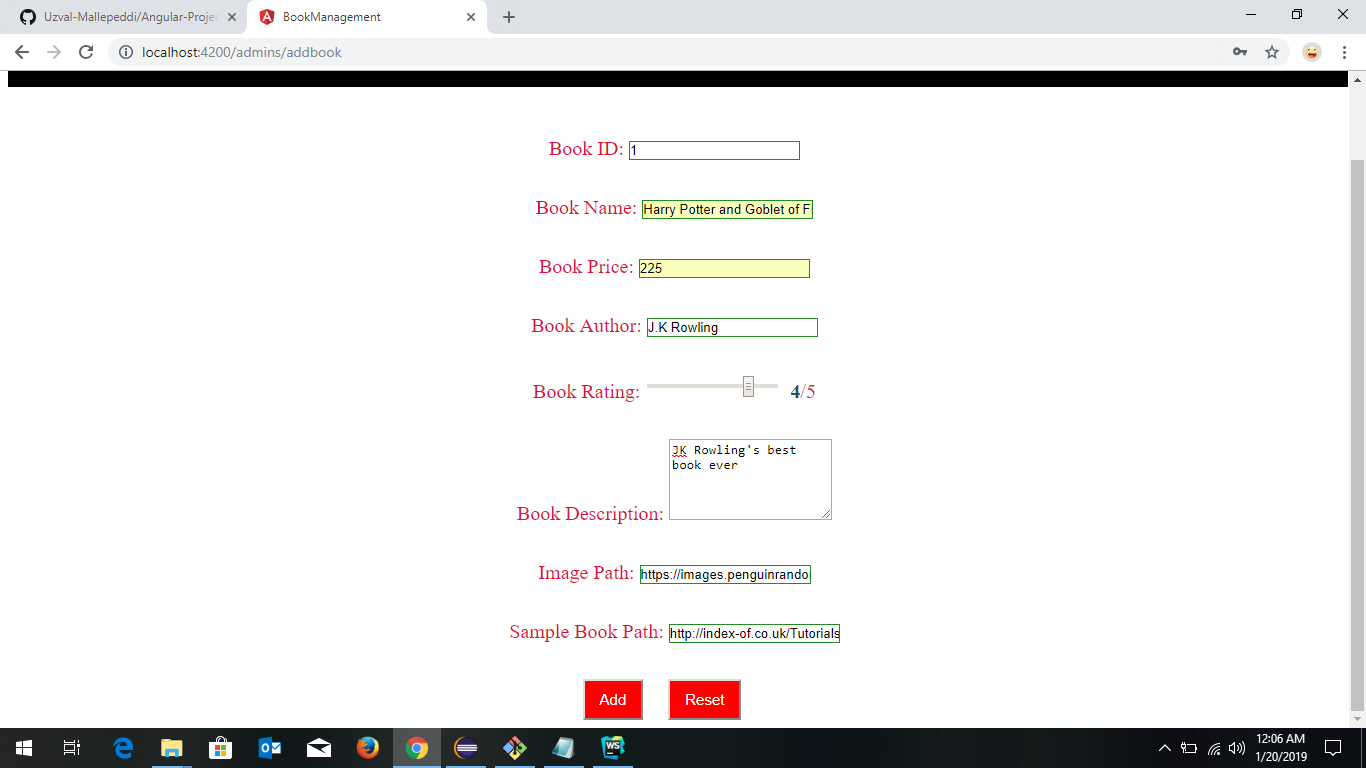 Uzval-Mallepeddi/Angular-Projec
BookManagement
localhost:4200/admins/addbook
Book ID: 1
Book Name: Harry Potter and Goblet of F
Book Price: 225
Book Author: J.K Rowling
Book Rating: 4/5
JK Rowling's best
book ever
Book Description:
Image Path: https://images.penguinrando
Sample Book Path: http://index-of.co.uk/Tutorials
Add Reset
WS
12:06 AM
1/20/2019